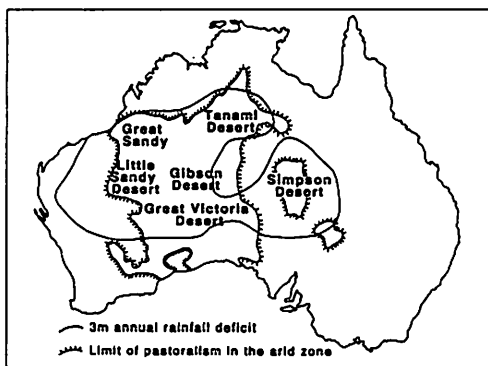 Great
Sandy
Tanami
Desert
Little
Sandy
Desert
Gibson
Desert
Simpson
Desert
Great Victoria
Desert
3m annual rainfall deficit
Limit of pastoralism in the arid zone